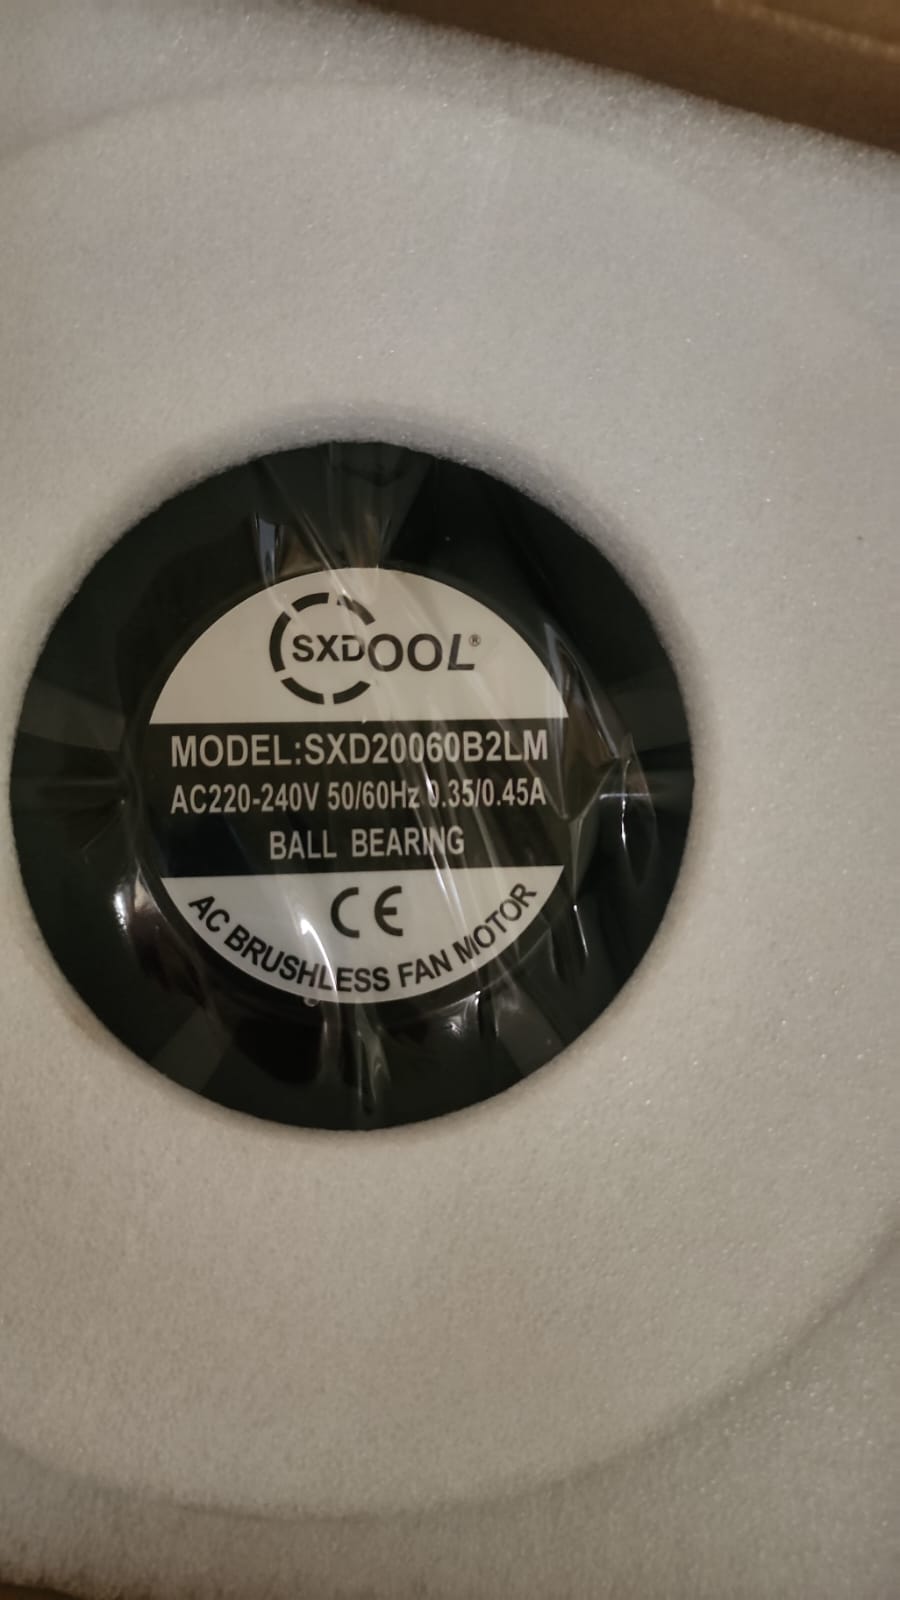 SXDOOL®
MODEL:SXD20060B2LM
AC220-240V 50/60Hz 0.35/0.45A
BALL BEARING
CE
AC BRUSHLESS FAN MOTOR